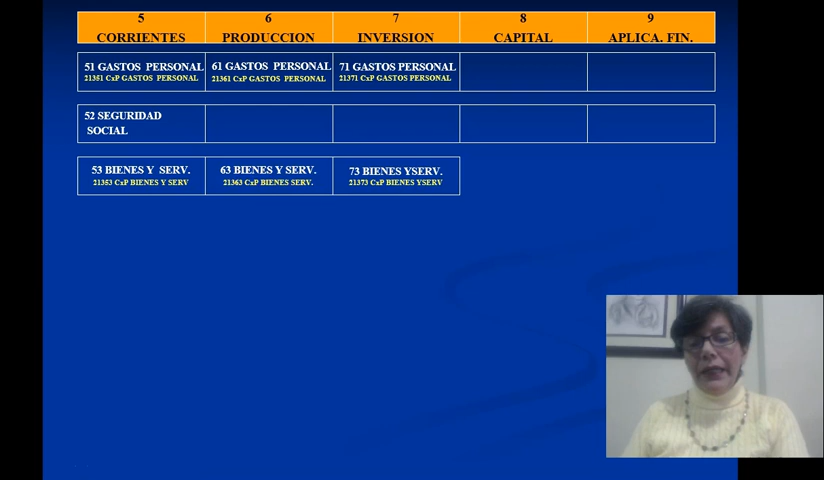 5 6 7 8 9
CORRIENTES PRODUCCION INVERSION CAPITAL APLICA. FIN.
51 GASTOS PERSONAL 61 GASTOS PERSONAL 71 GASTOS PERSONAL
21351 CxP GASTOS PERSONAL 21361 CxP GASTOS PERSONAL 21371 CxP GASTOS PERSONAL
52 SEGURIDAD
SOCIAL
53 BIENES Y SERV. 63 BIENES Y SERV. 73 BIENES YSERV.
21353 CxP BIENES Y SERV 21363 CxP BIENES SERV. 21373 CxP BIENES YSERV